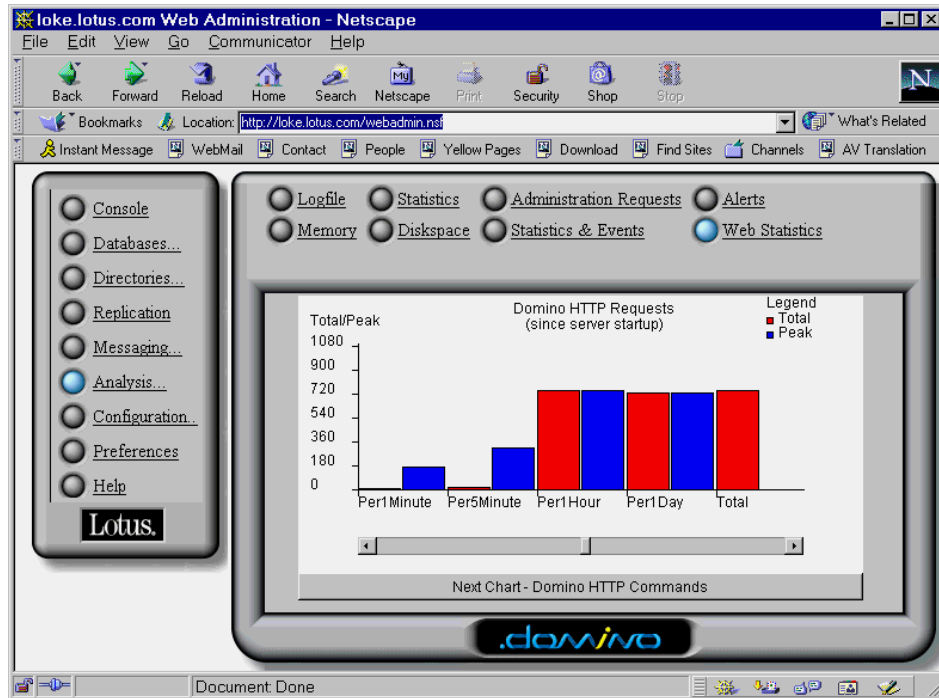 loke.lotus.com Web Administration - Netscape
File Edit View Go Communicator Help
Back Forward Reload Home Search Netscape Print Security Shop Stop
N
Bookmarks Location: http://loke.lotus.com/webadmin.nsf What's Related
Instant Message WebMail Contact People Yellow Pages Download Find Sites Channels AV Translation
Console
Databases...
Directories...
Replication
Messaging...
Analysis...
Configuration..
Preferences
Help
Lotus.
Logfile Statistics Administration Requests Alerts
Memory Diskspace Statistics & Events Web Statistics
Domino HTTP Requests
(since server startup)
Legend
Total
Peak
Total/Peak
1080
900
720
540
360
180
0
Per1Minute Per5Minute Per1Hour Per1Day Total
Next Chart - Domino HTTP Commands
.domino
Document: Done